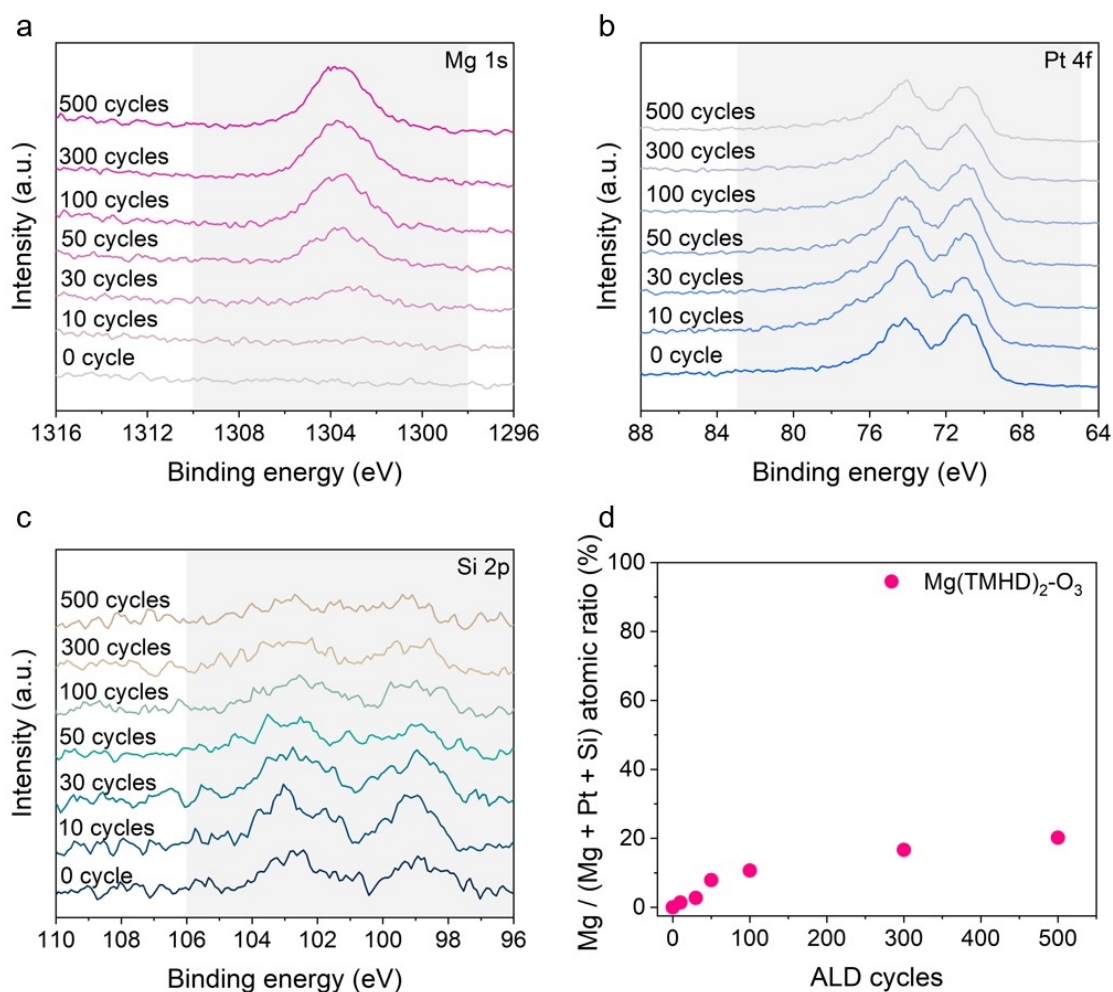 a
Mg 1s
500 cycles
300 cycles
100 cycles
50 cycles
30 cycles
10 cycles
0 cycle
Intensity (a.u.)
1316 1312 1308 1304 1300 1296
Binding energy (eV)
b
Pt 4f
500 cycles
300 cycles
100 cycles
50 cycles
30 cycles
10 cycles
0 cycle
Intensity (a.u.)
88 84 80 76 72 68 64
Binding energy (eV)
c
Si 2p
500 cycles
300 cycles
100 cycles
50 cycles
30 cycles
10 cycles
0 cycle
Intensity (a.u.)
110 108 106 104 102 100 98 96
Binding energy (eV)
d
Mg / (Mg + Pt + Si) atomic ratio (%)
100
80
60
40
20
0
Mg(TMHD)₂-O₃
0 100 200 300 400 500
ALD cycles